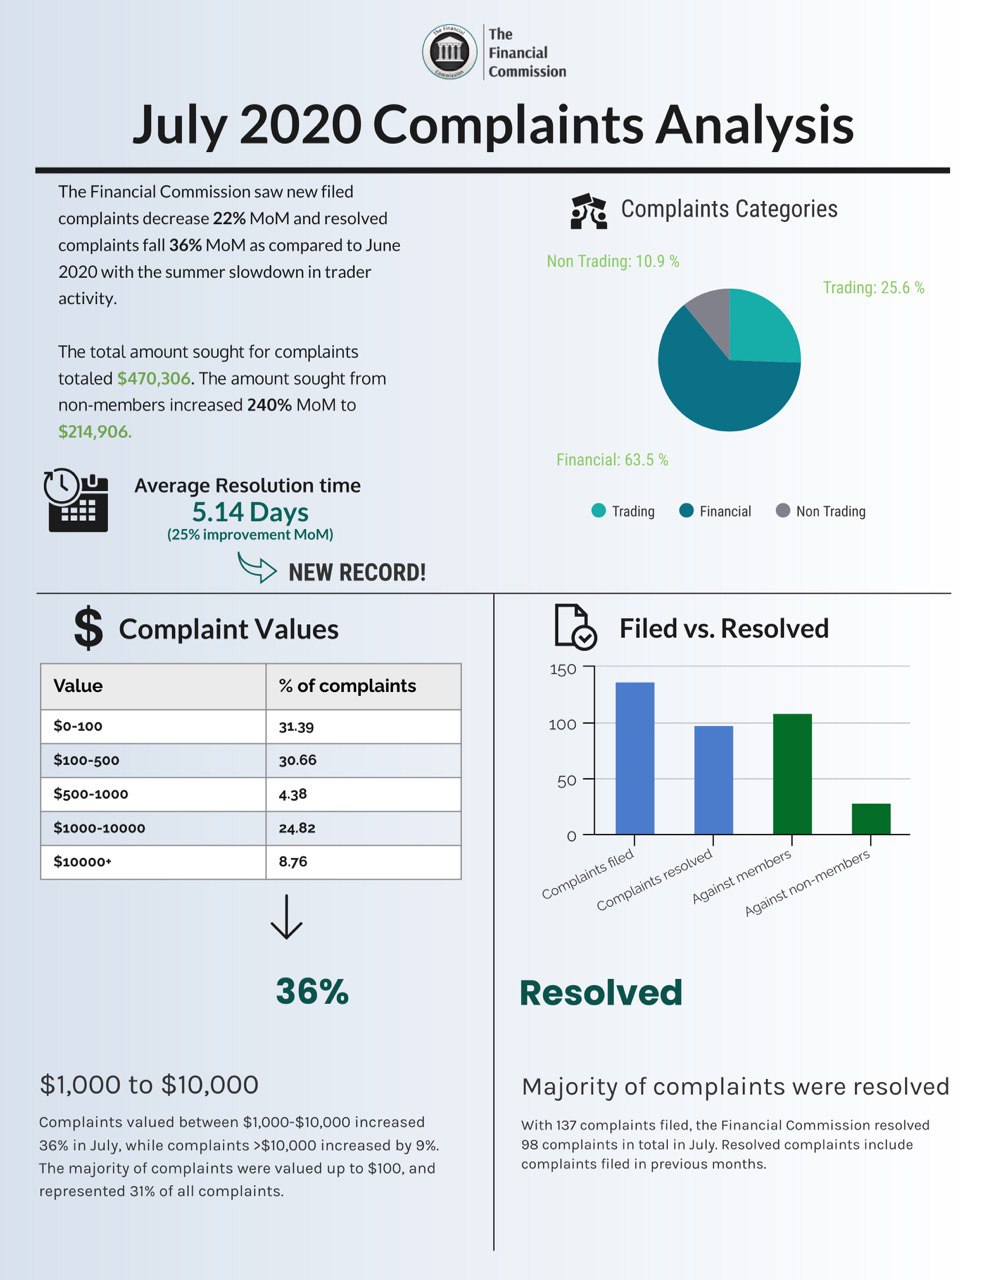 The Financial Commission
The
Financial
Commission
July 2020 Complaints Analysis
The Financial Commission saw new filed
complaints decrease 22% MoM and resolved
complaints fall 36% MoM as compared to June
2020 with the summer slowdown in trader
activity.
The total amount sought for complaints
totaled $470,306. The amount sought from
non-members increased 240% MoM to
$214,906.
Average Resolution time
5.14 Days
(25% improvement MoM)
NEW RECORD!
Complaints Categories
Non Trading: 10.9 %
Trading: 25.6 %
Financial: 63.5 %
Trading Financial Non Trading
$ Complaint Values
Value % of complaints
$0-100 31.39
$100-500 30.66
$500-1000 4.38
$1000-10000 24.82
$10000+ 8.76
36%
$1,000 to $10,000
Complaints valued between $1,000-$10,000 increased
36% in July, while complaints >$10,000 increased by 9%.
The majority of complaints were valued up to $100, and
represented 31% of all complaints.
Filed vs. Resolved
150
100
50
0
Complaints filed
Complaints resolved
Against members
Against non-members
Resolved
Majority of complaints were resolved
With 137 complaints filed, the Financial Commission resolved
98 complaints in total in July. Resolved complaints include
complaints filed in previous months.